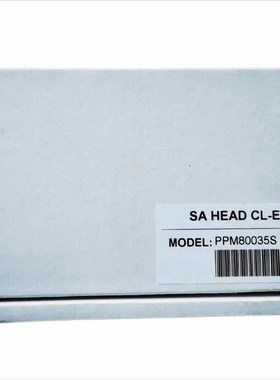 SA HEAD CL-E
MODEL: PPM80035S